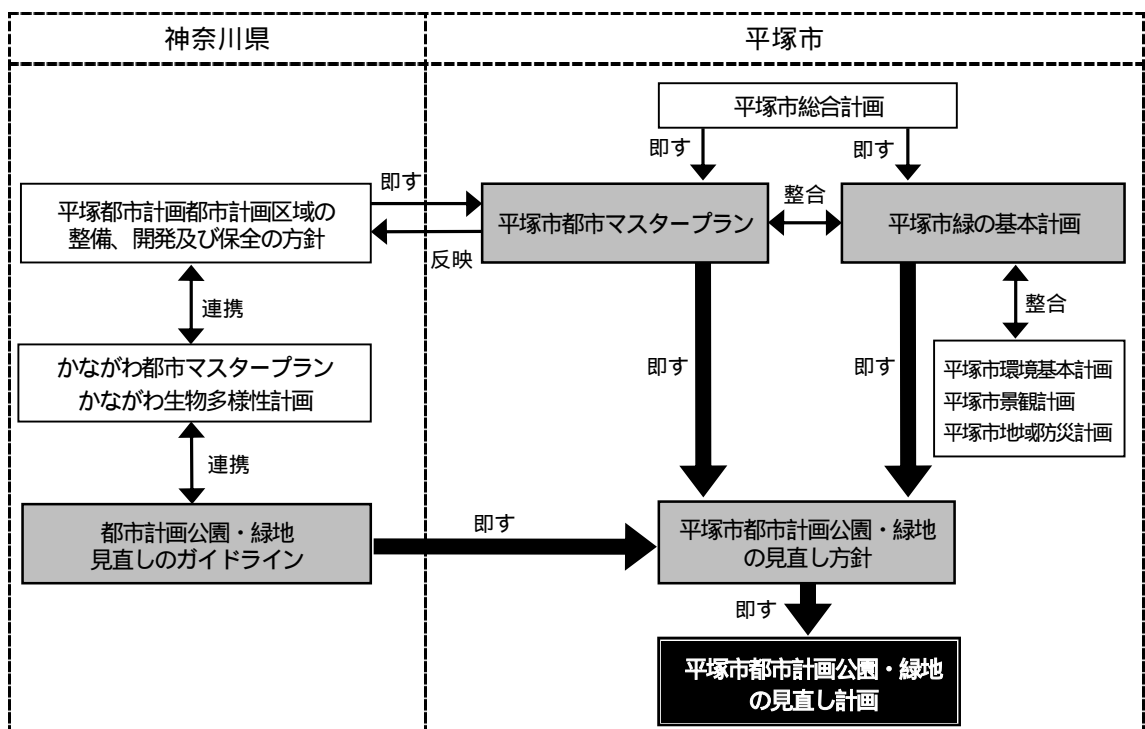 神奈川県
平塚市
平塚市総合計画
即す
即す
即す
平塚都市計画都市計画区域の
整備、開発及び保全の方針
平塚市都市マスタープラン
整合
平塚市緑の基本計画
反映
連携
整合
かながわ都市マスタープラン
かながわ生物多様性計画
即す
即す
平塚市環境基本計画
平塚市景観計画
平塚市地域防災計画
連携
都市計画公園・緑地
見直しのガイドライン
即す
平塚市都市計画公園・緑地
の見直し方針
即す
平塚市都市計画公園・緑地
の見直し計画